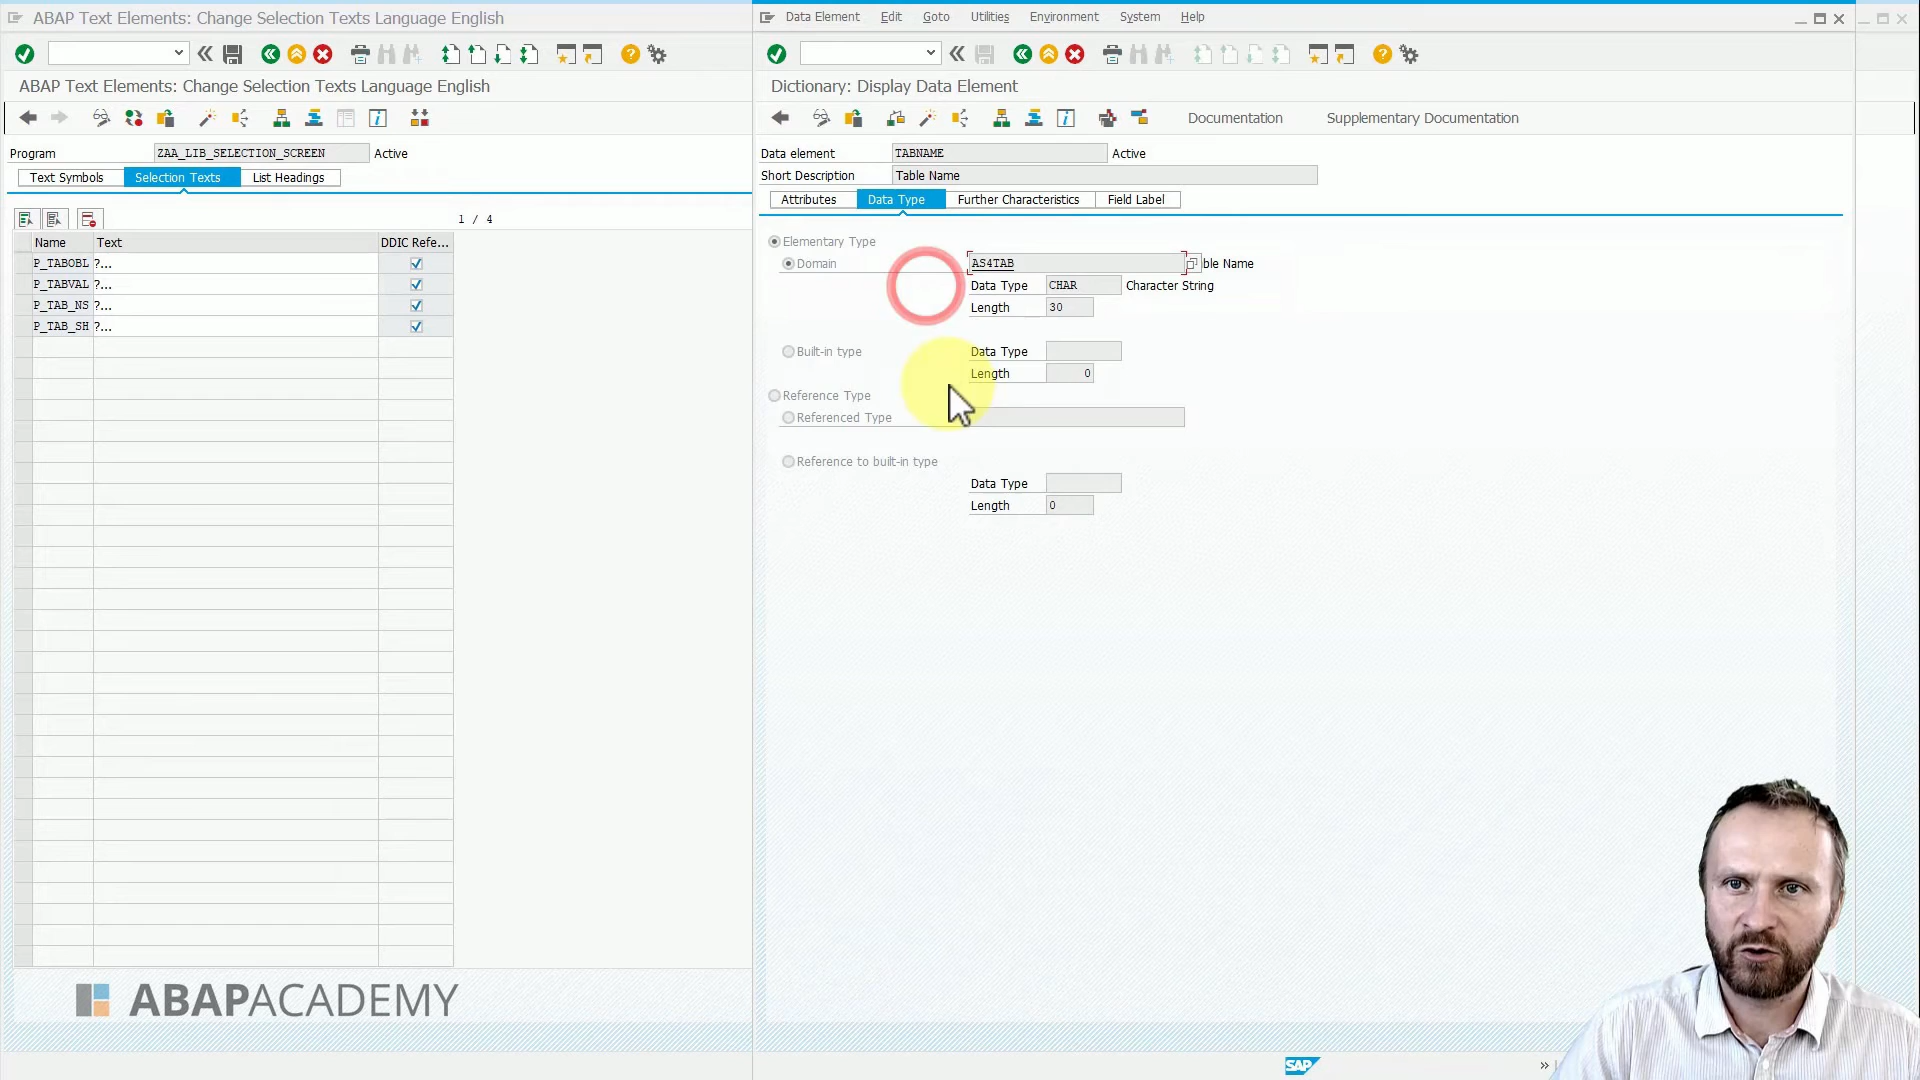 ABAP Text Elements: Change Selection Texts Language English
ABAP Text Elements: Change Selection Texts Language English
Program ZAA_LIB_SELECTION_SCREEN Active
Text Symbols Selection Texts List Headings
1 / 4
Name Text DDIC Refe...
P_TABOBL ?...
P_TABVAL ?...
P_TAB_NS ?...
P_TAB_SH ?...
ABAPACADEMY
Data Element Edit Goto Utilities Environment System Help
Dictionary: Display Data Element
Documentation Supplementary Documentation
Data element TABNAME Active
Short Description Table Name
Attributes Data Type Further Characteristics Field Label
Elementary Type
Domain AS4TAB ble Name
Data Type CHAR Character String
Length 30
Built-in type Data Type
Length 0
Reference Type
Referenced Type
Reference to built-in type
Data Type
Length 0
SAP